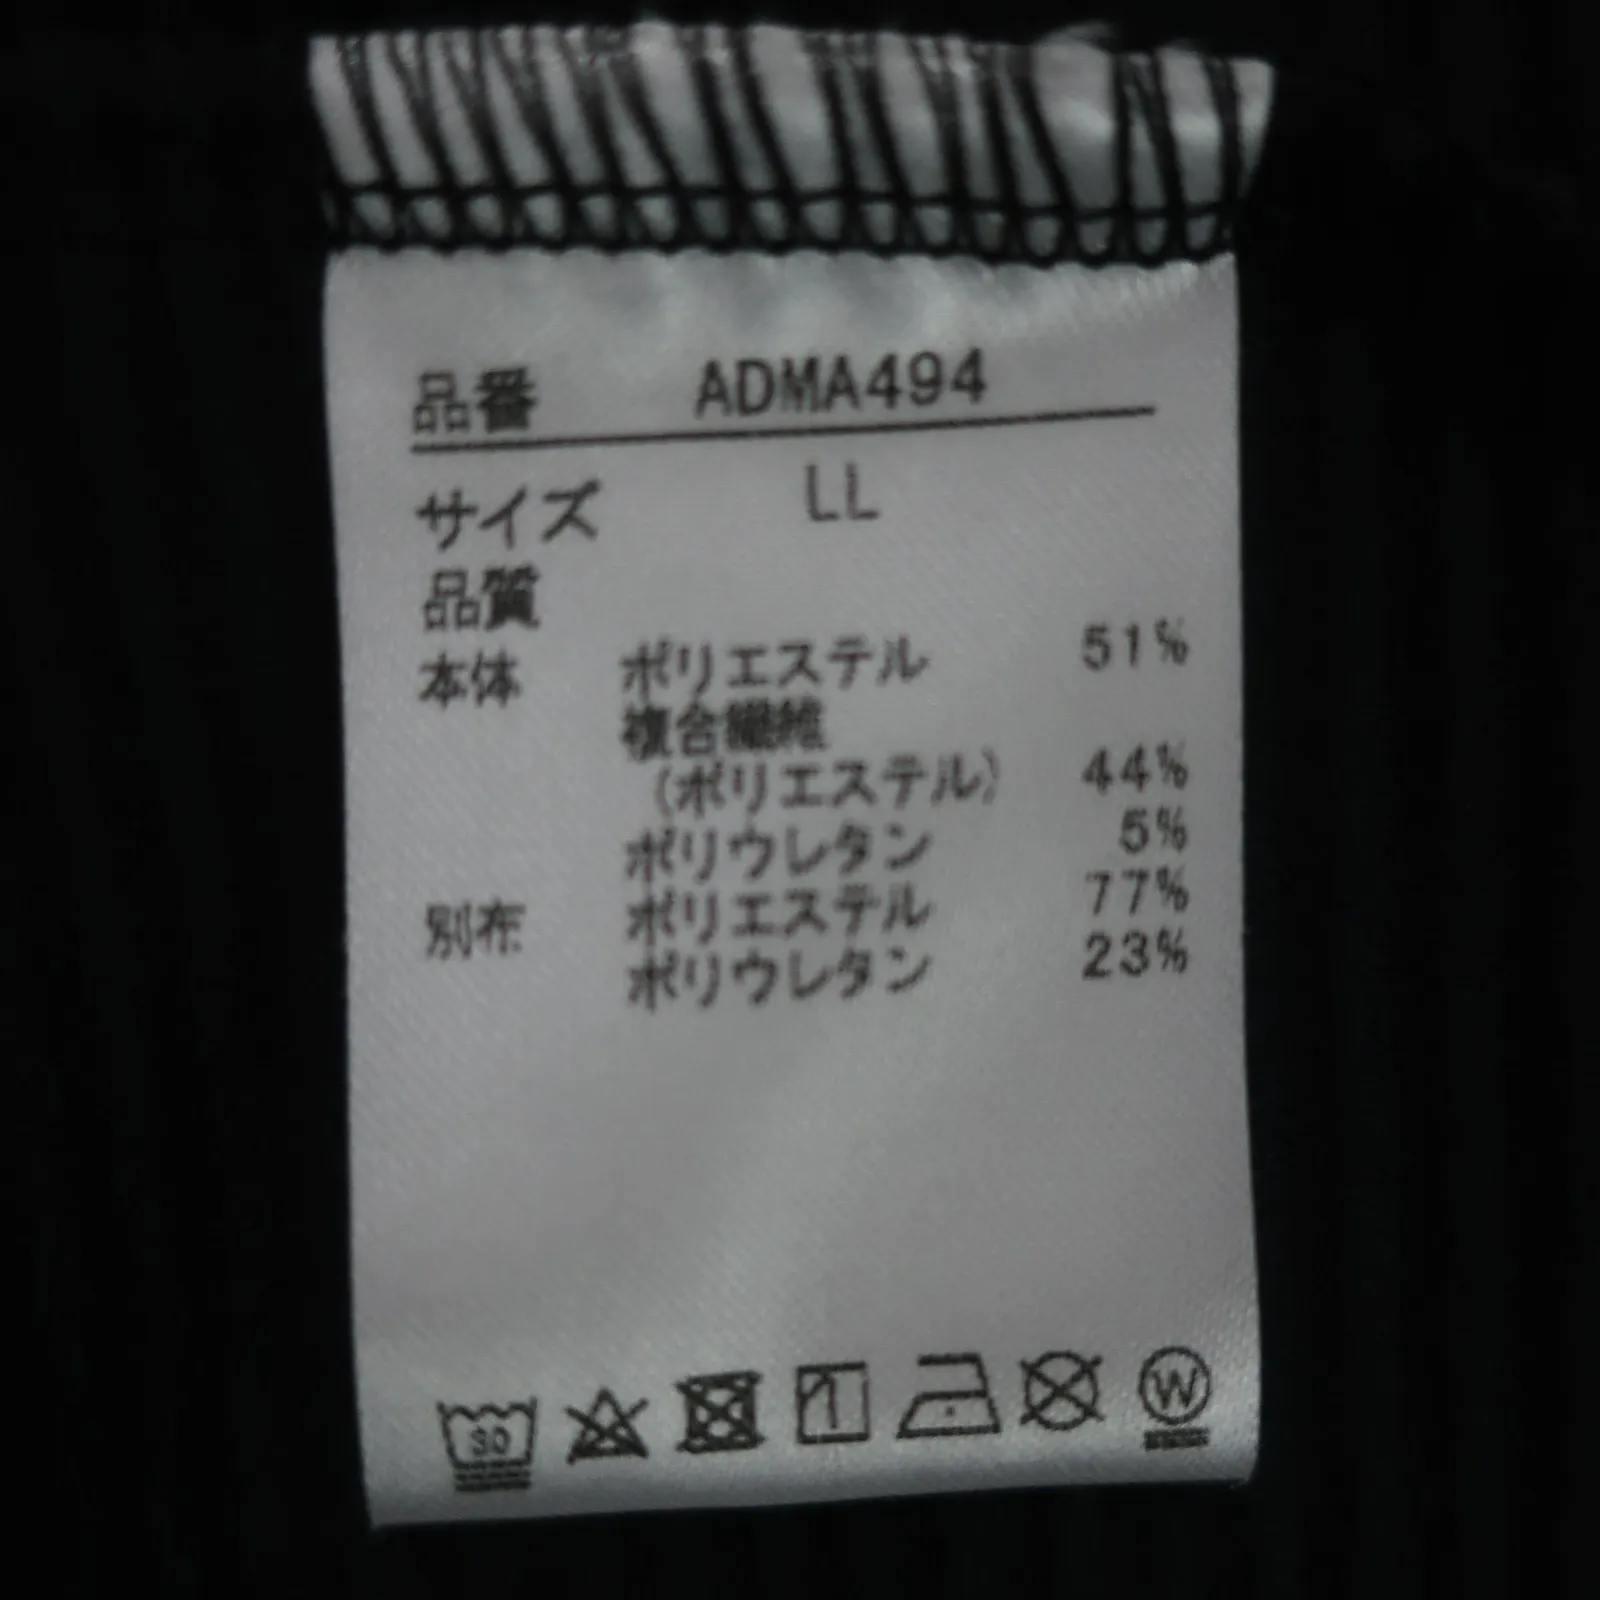 品番 ADMA494
サイズ LL
品質
本体 ポリエステル 51%
複合繊維
(ポリエステル) 44%
ポリウレタン 5%
別布 ポリエステル 77%
ポリウレタン 23%
30 1 W